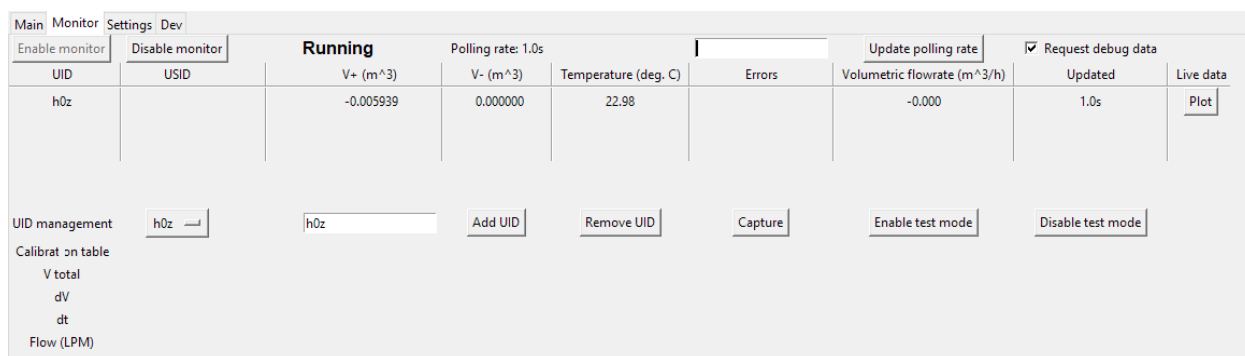 Main Monitor Settings Dev
Enable monitor Disable monitor Running Polling rate: 1.0s Update polling rate Request debug data
UID USID V+ (m^3) V- (m^3) Temperature (deg. C) Errors Volumetric flowrate (m^3/h) Updated Live data
h0z -0.005939 0.000000 22.98 -0.000 1.0s Plot
UID management h0z h0z Add UID Remove UID Capture Enable test mode Disable test mode
Calibration table
V total
dV
dt
Flow (LPM)